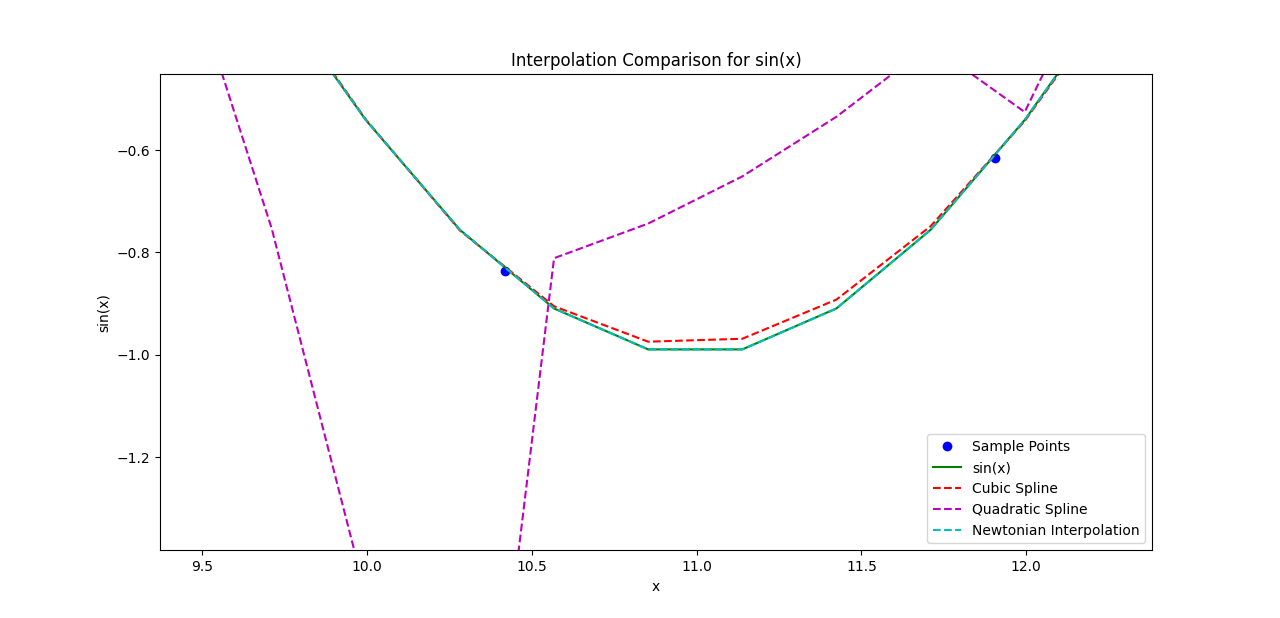 Interpolation Comparison for sin(x)
sin(x)
−0.6
−0.8
−1.0
−1.2
Sample Points
sin(x)
Cubic Spline
Quadratic Spline
Newtonian Interpolation
9.5 10.0 10.5 11.0 11.5 12.0
x